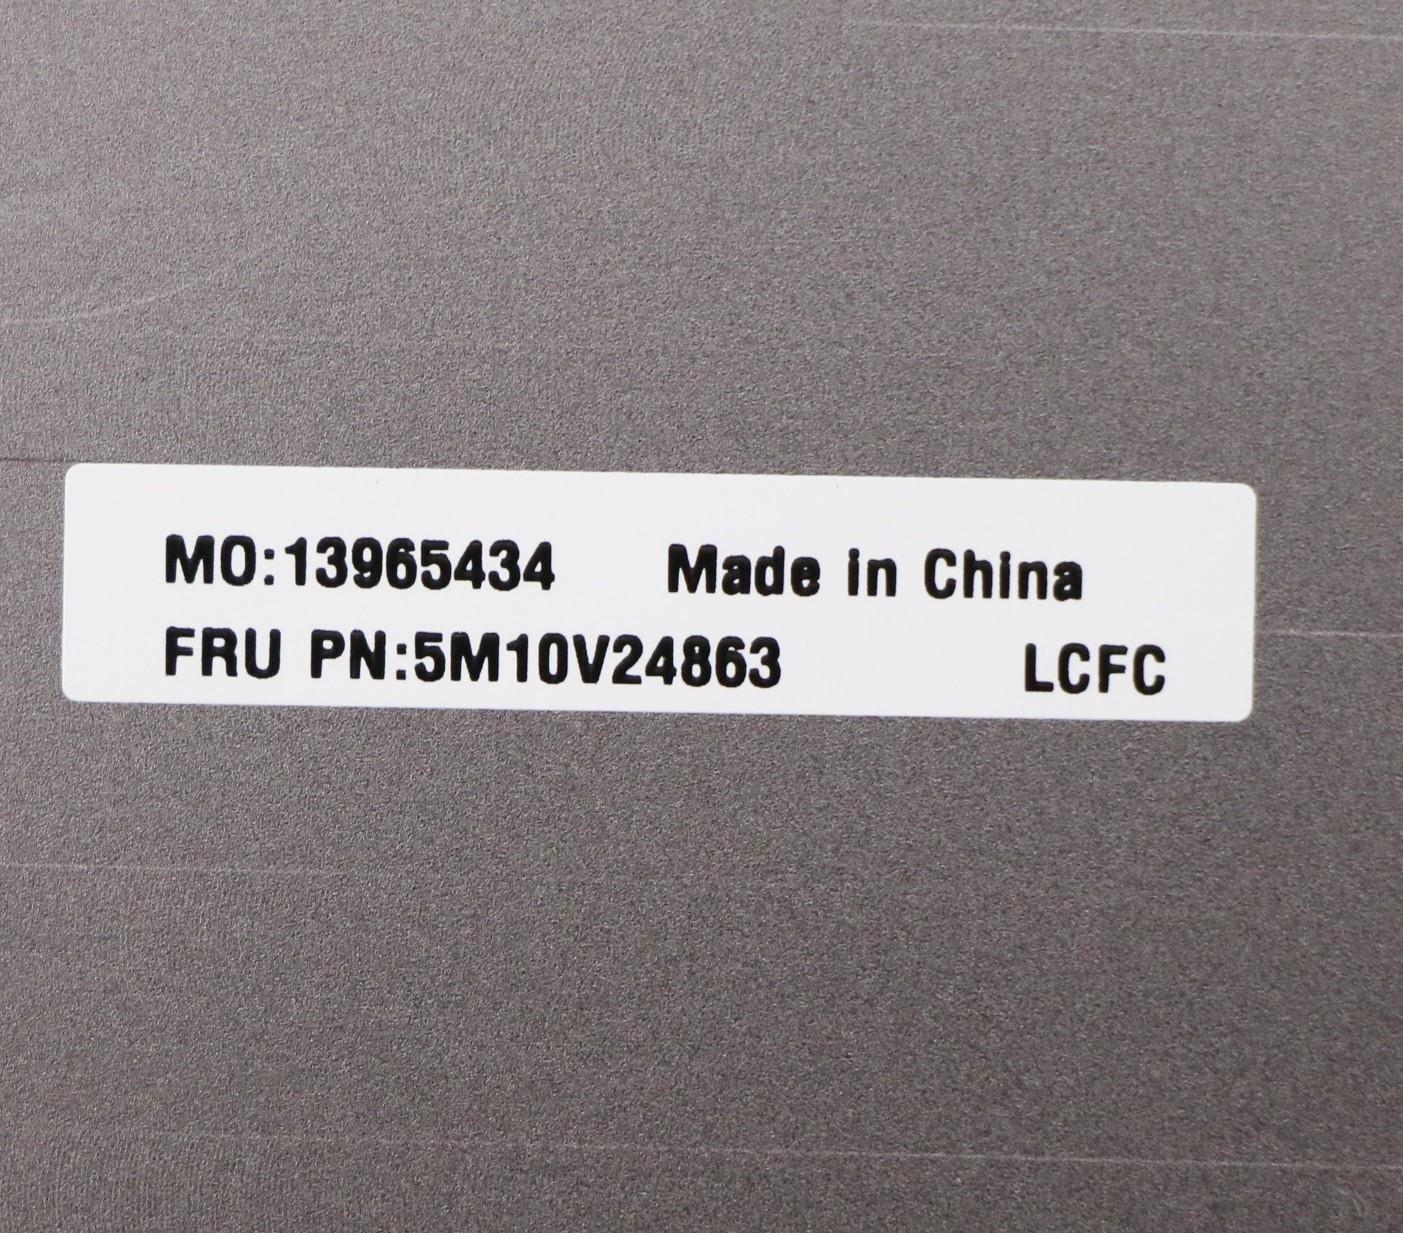 MO:13965434 Made in China
FRU PN:5M10V24863 LCFC